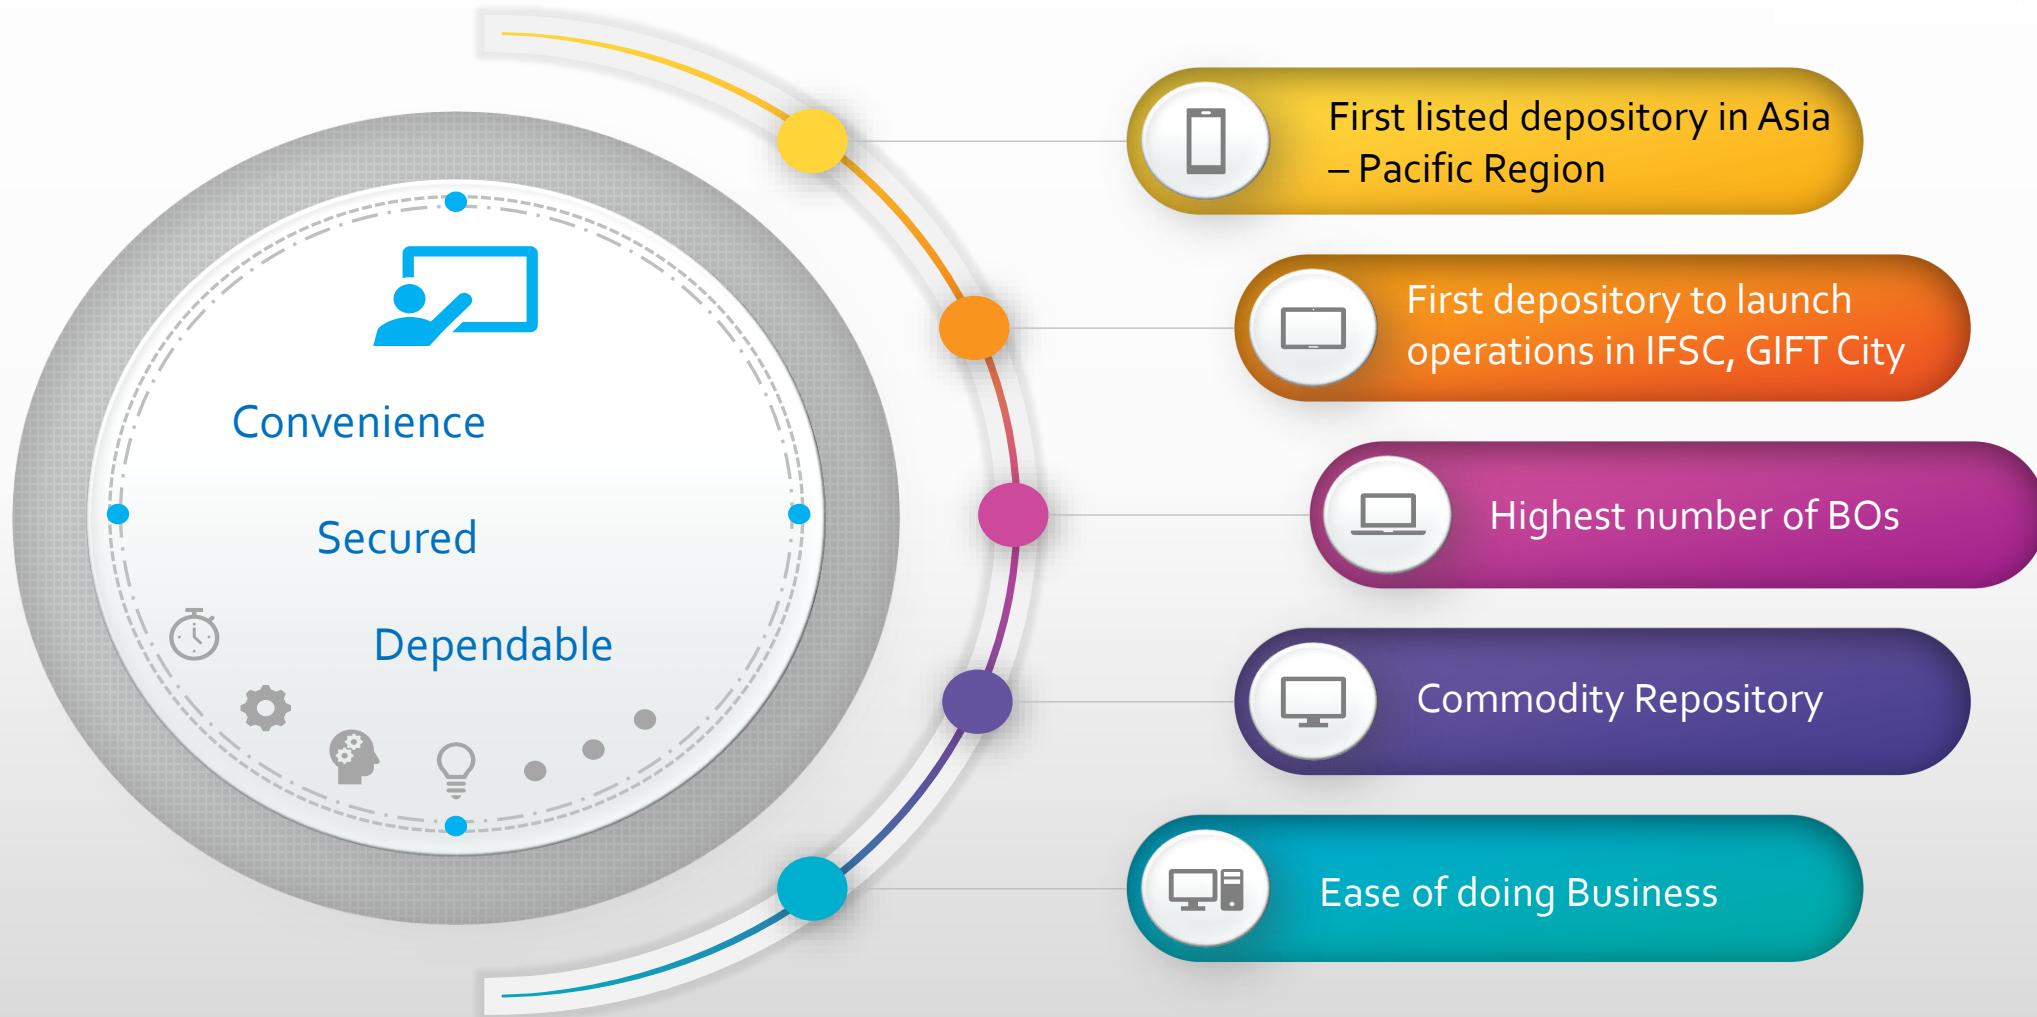 Convenience
Secured
Dependable
First listed depository in Asia
– Pacific Region
First depository to launch
operations in IFSC, GIFT City
Highest number of BOs
Commodity Repository
Ease of doing Business